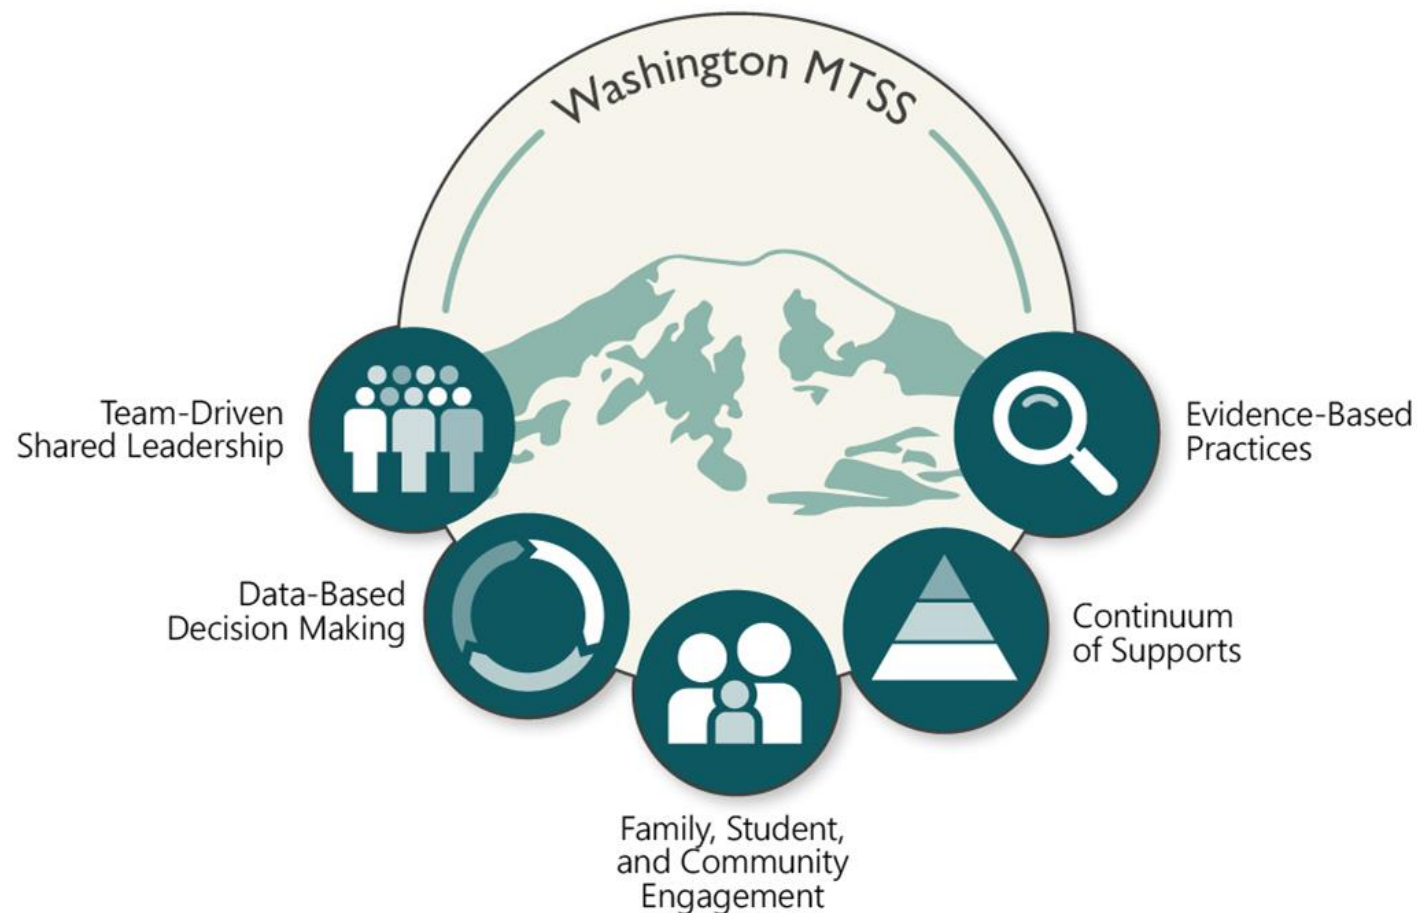 Washington MTSS
Team-Driven
Shared Leadership
Evidence-Based
Practices
Data-Based
Decision Making
Continuum
of Supports
Family, Student,
and Community
Engagement